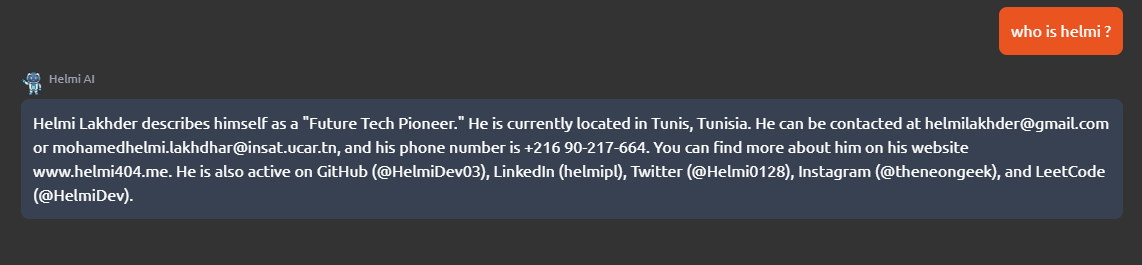 who is helmi ?
Helmi AI
Helmi Lakhder describes himself as a "Future Tech Pioneer." He is currently located in Tunis, Tunisia. He can be contacted at helmilakhder@gmail.com
or mohamedhelmi.lakhdhar@insat.ucar.tn, and his phone number is +216 90-217-664. You can find more about him on his website
www.helmi404.me. He is also active on GitHub (@HelmiDev03), LinkedIn (helmipl), Twitter (@Helmi0128), Instagram (@theneongeek), and LeetCode
(@HelmiDev).